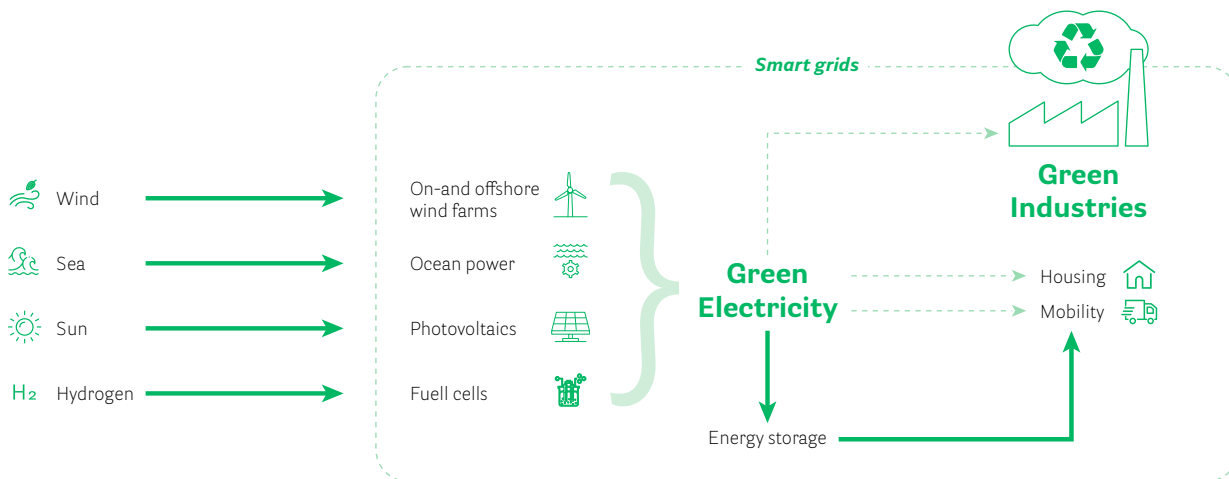 Smart grids
Wind
On-and offshore
wind farms
Sea
Ocean power
Sun
Photovoltaics
H2 Hydrogen
Fuell cells
Green
Electricity
Energy storage
Green
Industries
Housing
Mobility